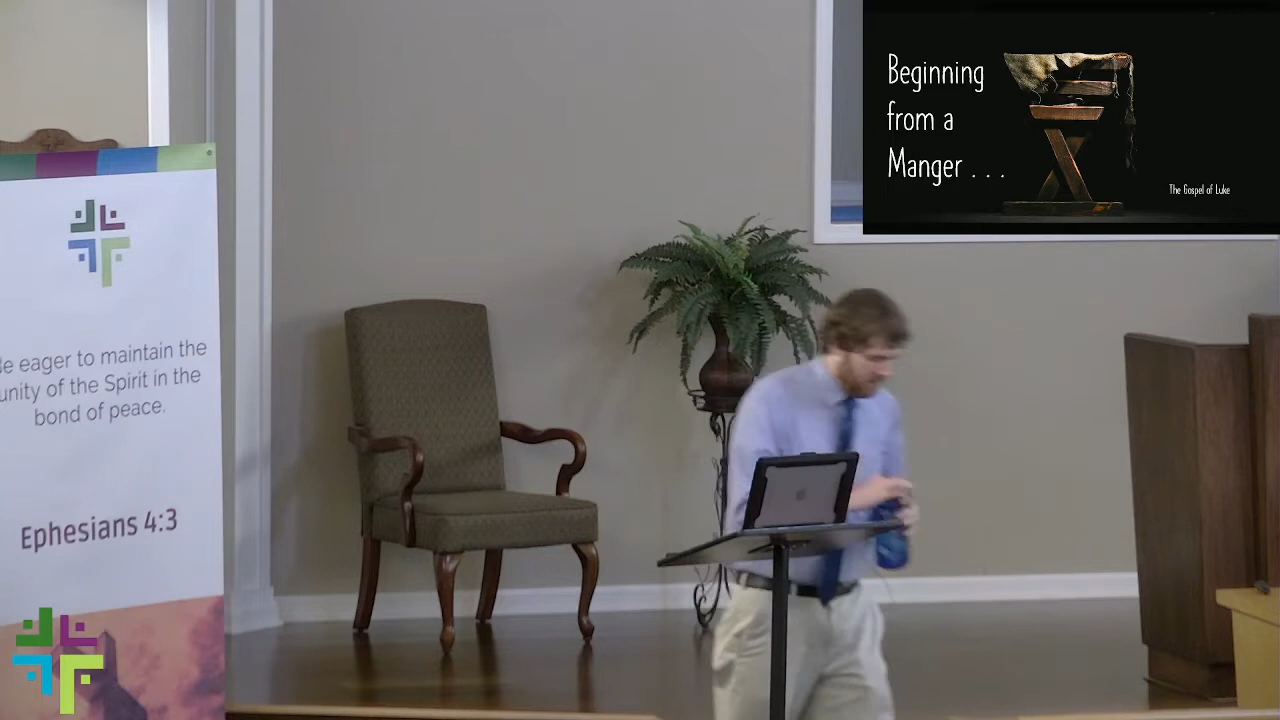 Beginning
from a
Manger . . .
The Gospel of Luke
Be eager to maintain the
unity of the Spirit in the
bond of peace.
Ephesians 4:3